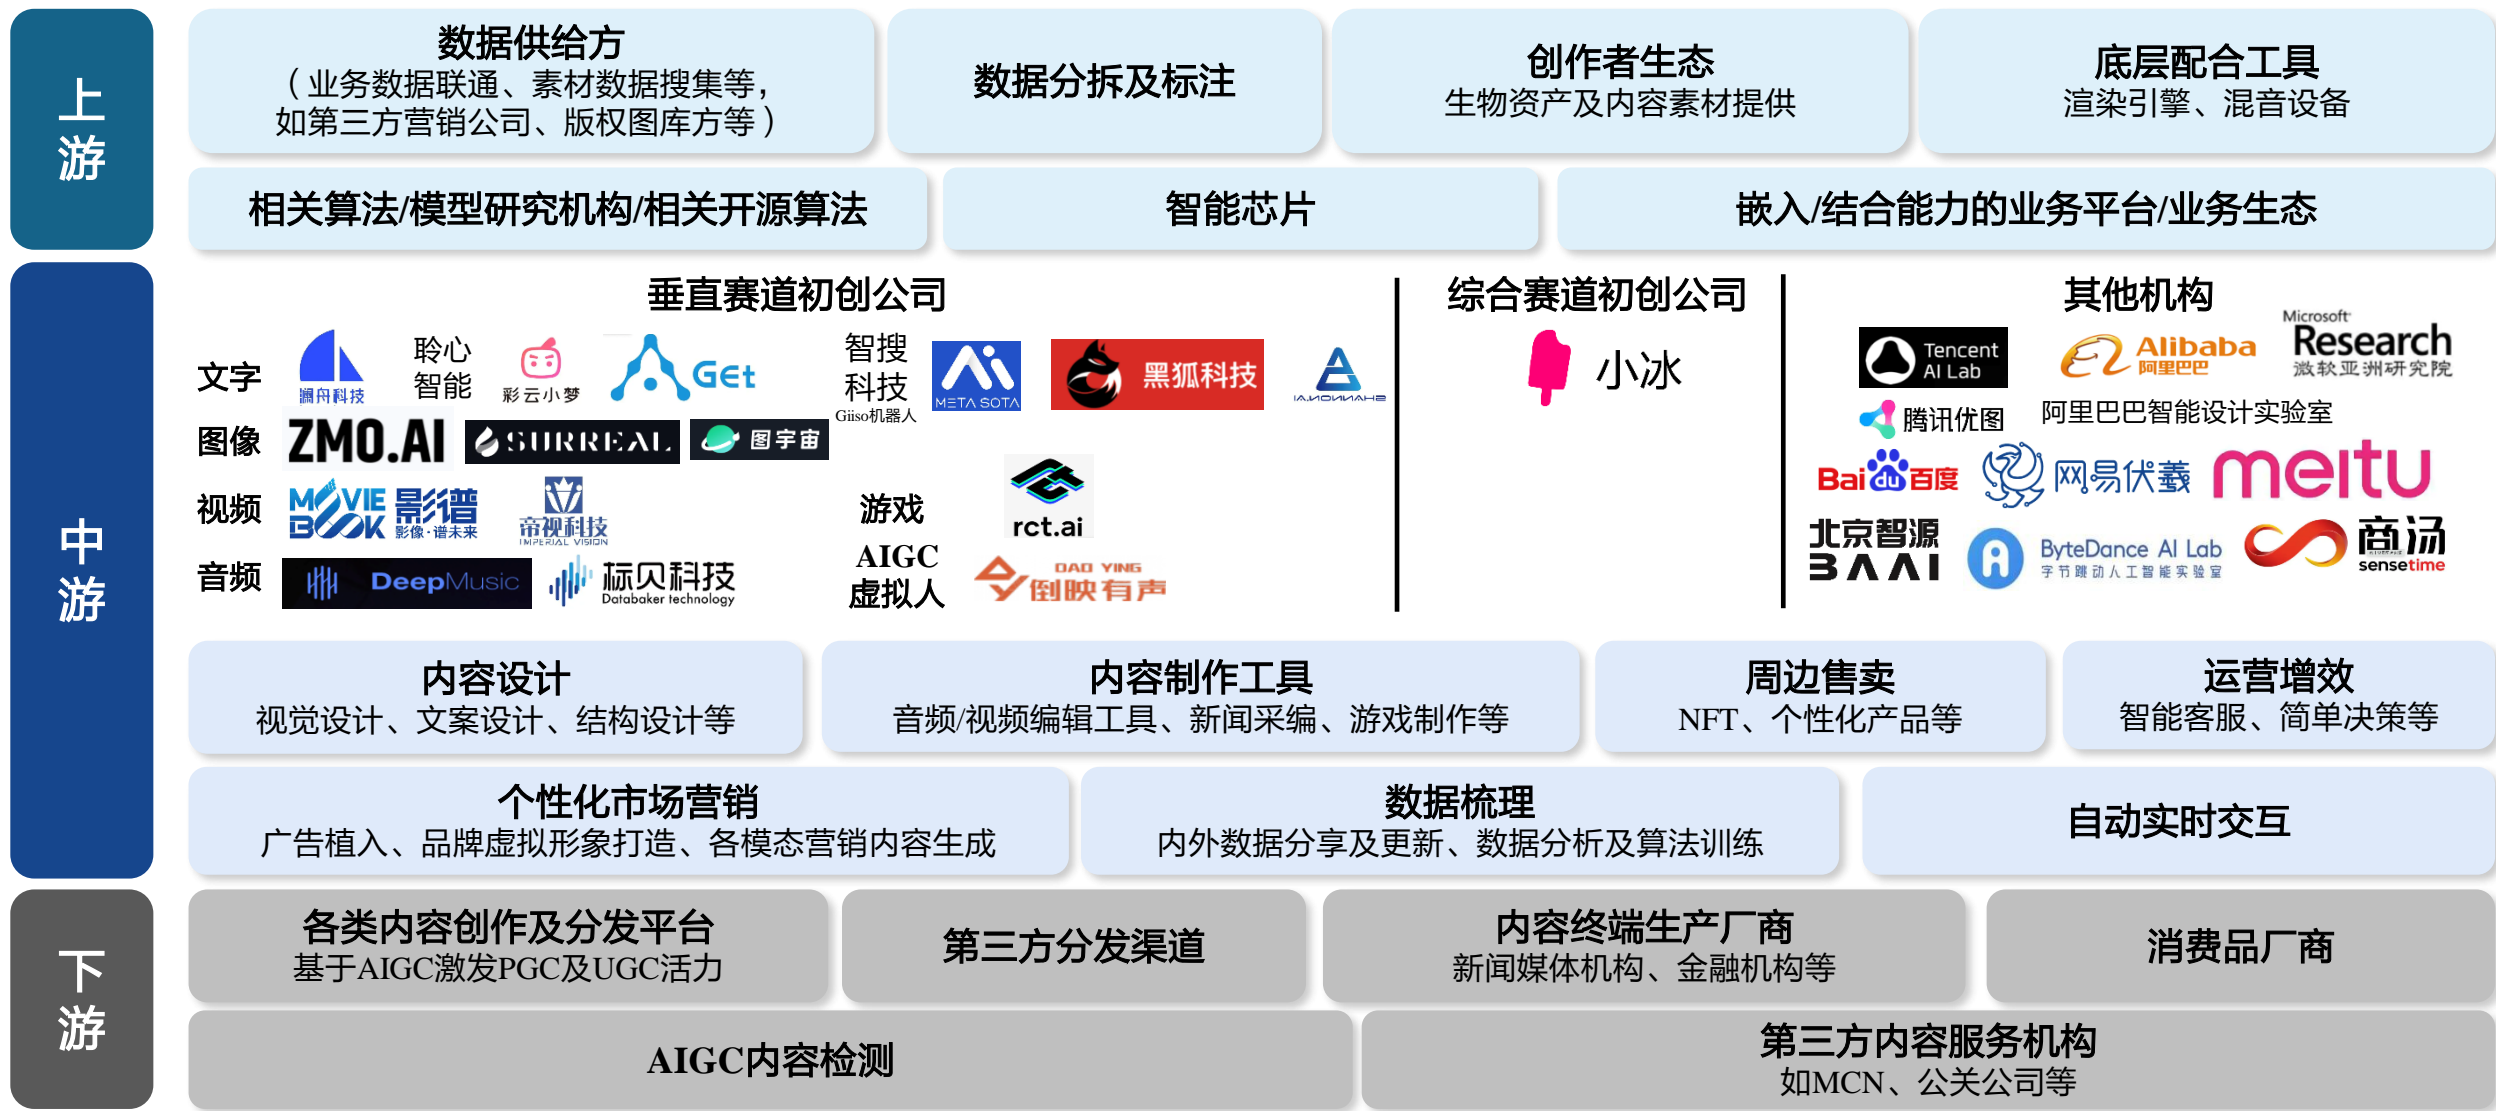 上游
数据供给方
（业务数据联通、素材数据搜集等，
如第三方营销公司、版权图库方等）
数据分拆及标注
创作者生态
生物资产及内容素材提供
底层配合工具
渲染引擎、混音设备
相关算法/模型研究机构/相关开源算法
智能芯片
嵌入/结合能力的业务平台/业务生态
中游
垂直赛道初创公司
文字
澜舟科技
聆心
智能
彩云小梦
GEt
智搜
科技
Giiso机器人
META SOTA
黑狐科技
SHANNON.AI
图像
ZMO.AI
SURREAL
图宇宙
视频
MOVIE
BOOK
影谱
影像·谱未来
帝视科技
IMPERIAL VISION
游戏
rct.ai
音频
DeepMusic
标贝科技
Databaker technology
AIGC
虚拟人
DAO YING
倒映有声
综合赛道初创公司
小冰
其他机构
Tencent
AI Lab
Alibaba
阿里巴巴
Microsoft
Research
微软亚洲研究院
腾讯优图
阿里巴巴智能设计实验室
Bai du 百度
网易伏羲
meitu
北京智源
BAAI
ByteDance AI Lab
字节跳动人工智能实验室
商汤
sensetime
内容设计
视觉设计、文案设计、结构设计等
内容制作工具
音频/视频编辑工具、新闻采编、游戏制作等
周边售卖
NFT、个性化产品等
运营增效
智能客服、简单决策等
个性化市场营销
广告植入、品牌虚拟形象打造、各模态营销内容生成
数据梳理
内外数据分享及更新、数据分析及算法训练
自动实时交互
下游
各类内容创作及分发平台
基于AIGC激发PGC及UGC活力
第三方分发渠道
内容终端生产厂商
新闻媒体机构、金融机构等
消费品厂商
AIGC内容检测
第三方内容服务机构
如MCN、公关公司等